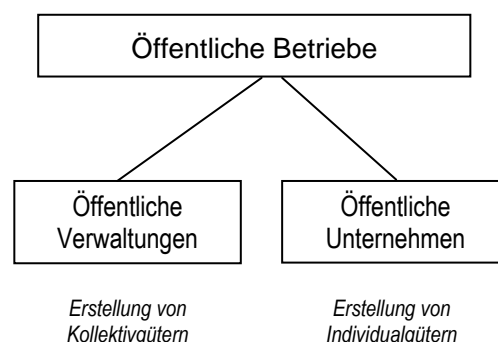 Öffentliche Betriebe
Öffentliche
Verwaltungen
Öffentliche
Unternehmen
Erstellung von
Kollektivgütern
Erstellung von
Individualgütern